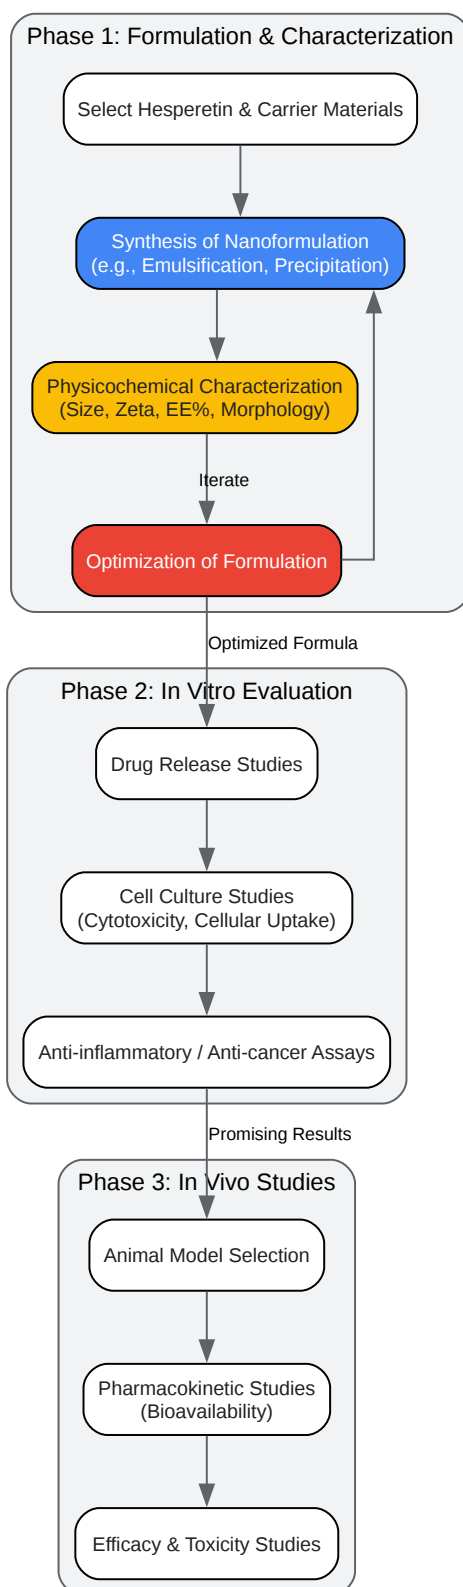 Phase 1: Formulation & Characterization
Select Hesperetin & Carrier Materials
Synthesis of Nanoformulation
(e.g., Emulsification, Precipitation)
Physicochemical Characterization
(Size, Zeta, EE%, Morphology)
Iterate
Optimization of Formulation
Optimized Formula
Phase 2: In Vitro Evaluation
Drug Release Studies
Cell Culture Studies
(Cytotoxicity, Cellular Uptake)
Anti-inflammatory / Anti-cancer Assays
Promising Results
Phase 3: In Vivo Studies
Animal Model Selection
Pharmacokinetic Studies
(Bioavailability)
Efficacy & Toxicity Studies